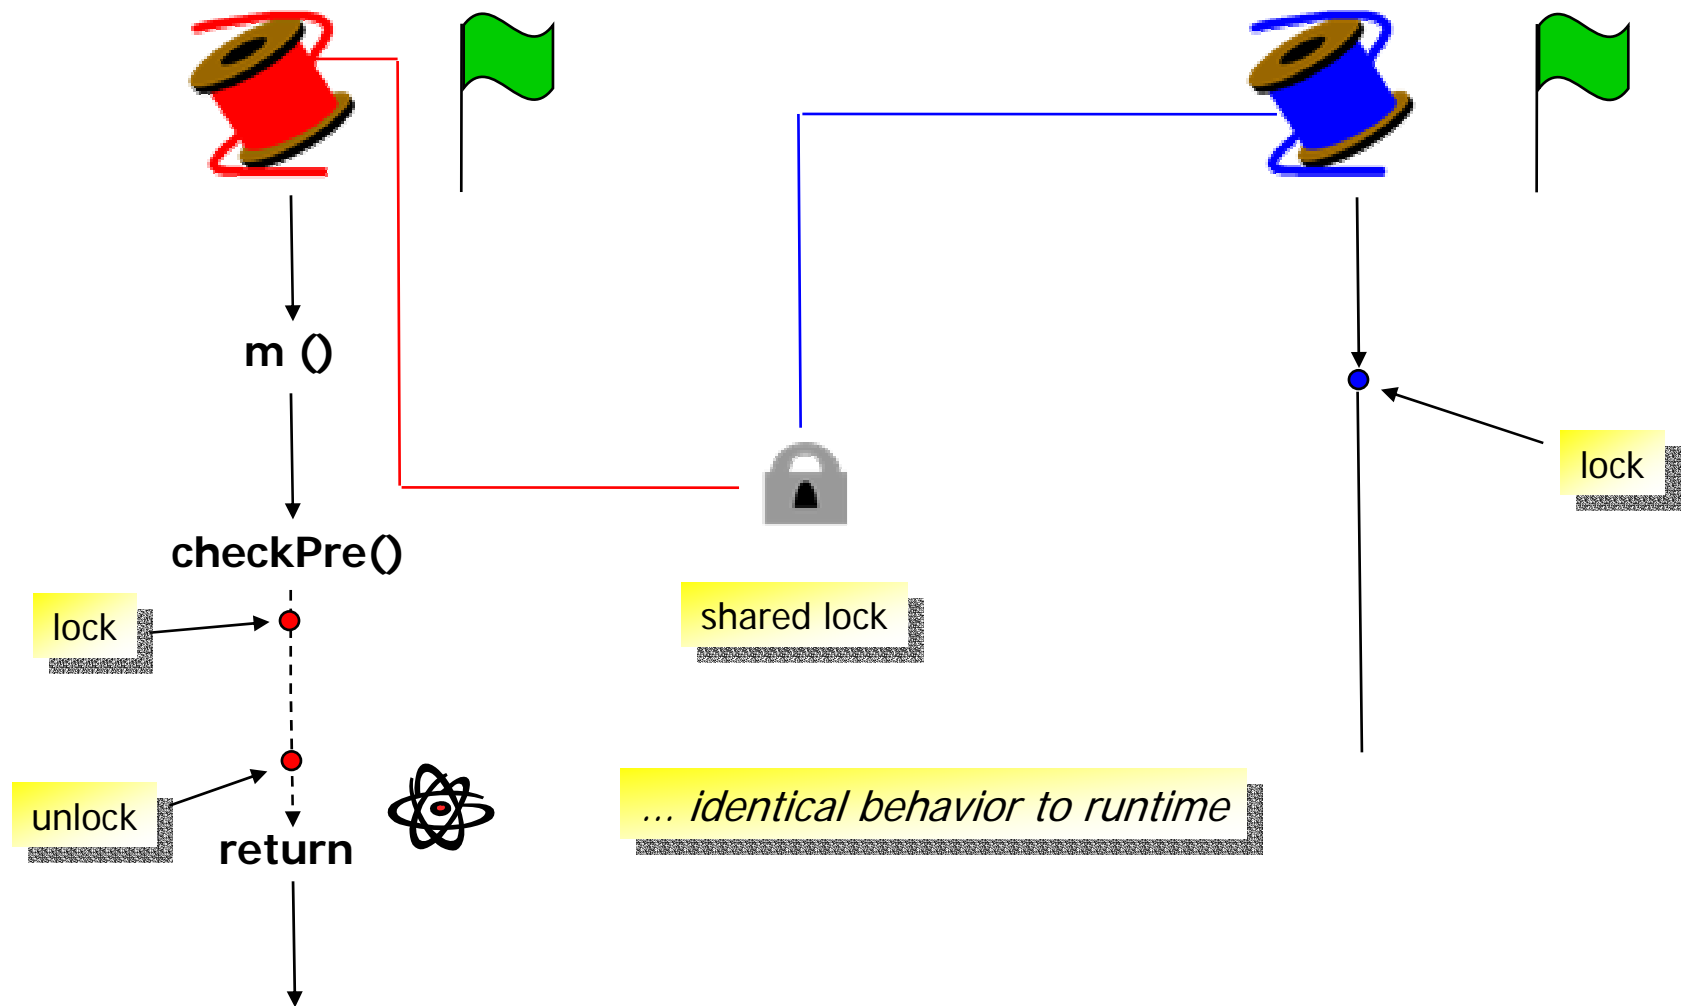 m ()
lock
checkPre()
lock
shared lock
unlock
... identical behavior to runtime
return